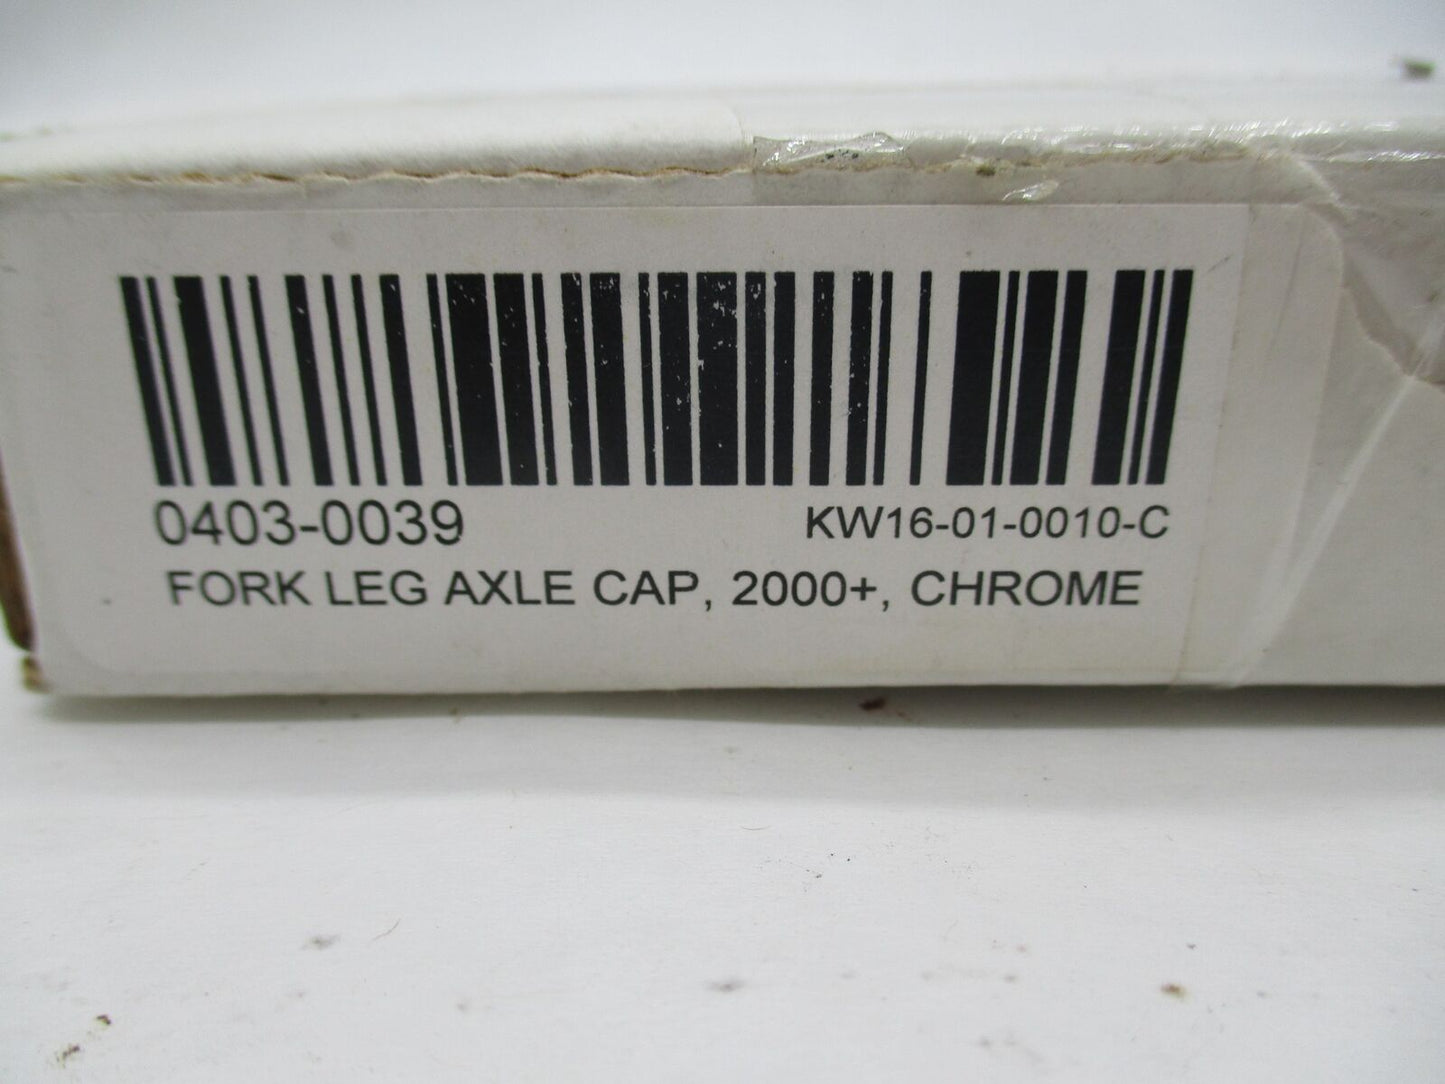 0403-0039 KW16-01-0010-C
FORK LEG AXLE CAP, 2000+, CHROME